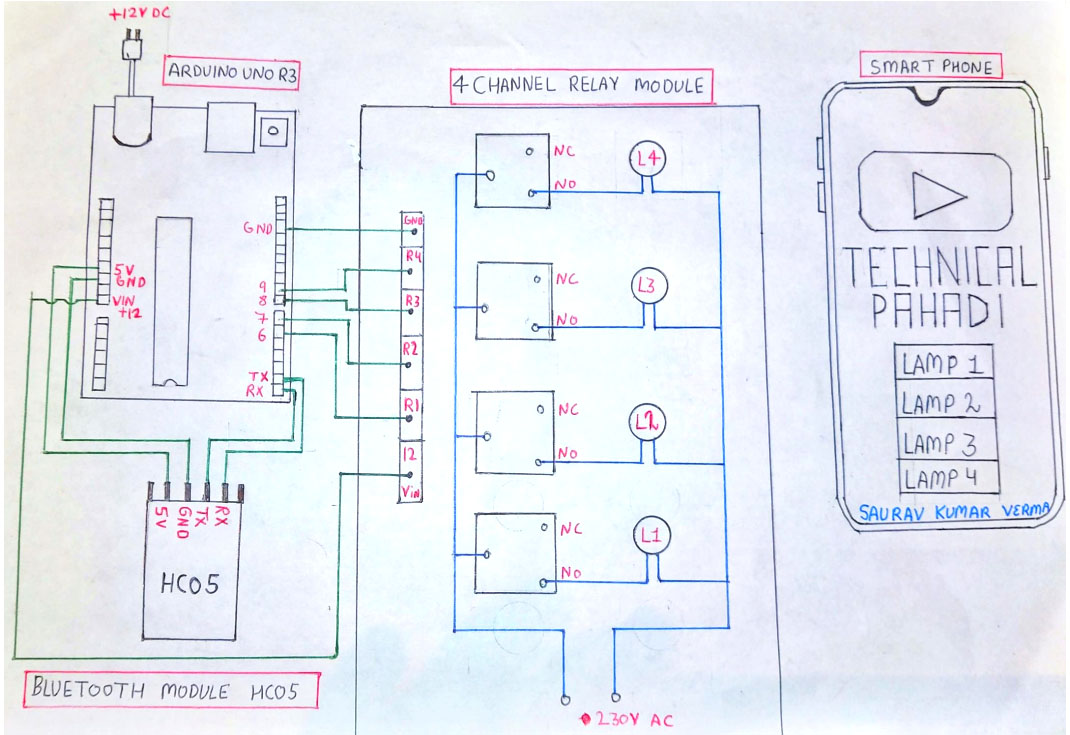 +12V DC
ARDUINO UNO R3
4 CHANNEL RELAY MODULE
SMART PHONE
GND
5V
GND
VIN
+12
9
8
7
6
TX
RX
GND
R4
R3
R2
R1
12
Vin
NC
NO
L4
NC
NO
L3
NC
NO
L2
NC
NO
L1
230V AC
5V
GND
TX
RX
HC05
BLUETOOTH MODULE HC05
TECHNICAL
PAHADI
LAMP 1
LAMP 2
LAMP 3
LAMP 4
SAURAV KUMAR VERMA